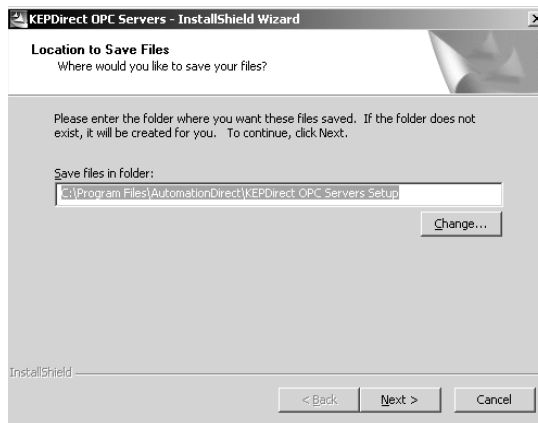 KEPDirect OPC Servers - InstallShield Wizard
Location to Save Files
Where would you like to save your files?
Please enter the folder where you want these files saved. If the folder does not
exist, it will be created for you. To continue, click Next.
Save files in folder:
C:\Program Files\AutomationDirect\KEPDirect OPC Servers Setup
Change...
InstallShield
< Back Next > Cancel